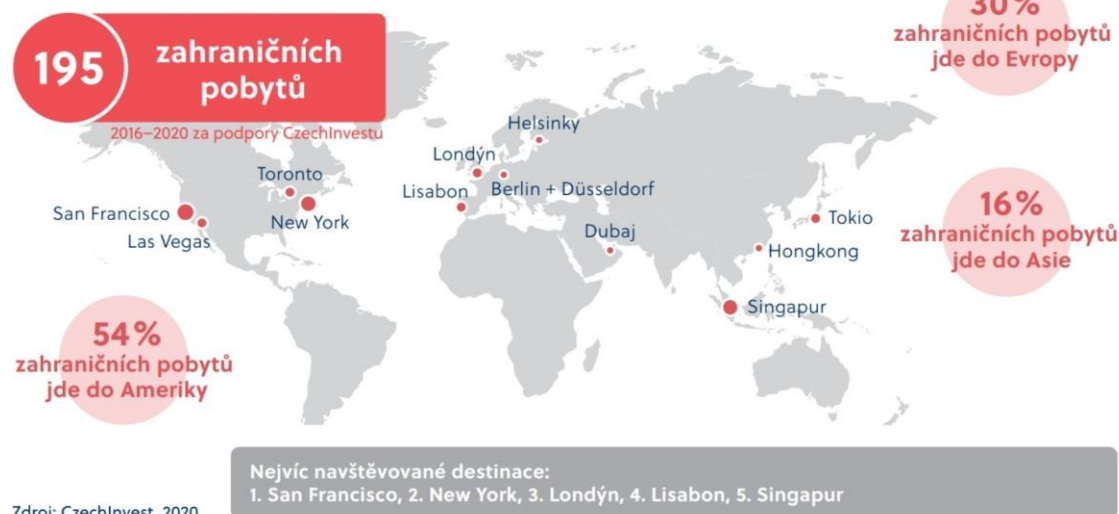 195
zahraničních
pobytů
2016–2020 za podpory CzechInvestu
30%
zahraničních pobytů
jde do Evropy
Helsinky
Londýn
Toronto
Lisabon
Berlin + Düsseldorf
San Francisco
New York
Las Vegas
Dubaj
Tokio
Hongkong
Singapur
16%
zahraničních pobytů
jde do Asie
54%
zahraničních pobytů
jde do Ameriky
Nejvíc navštěvované destinace:
1. San Francisco, 2. New York, 3. Londýn, 4. Lisabon, 5. Singapur
Zdroj: CzechInvest, 2020